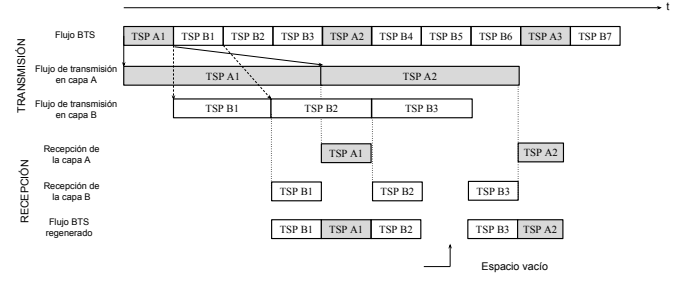 t
TRANSMISIÓN
Flujo BTS
TSP A1 TSP B1 TSP B2 TSP B3 TSP A2 TSP B4 TSP B5 TSP B6 TSP A3 TSP B7
Flujo de transmisión
en capa A
TSP A1 TSP A2
Flujo de transmisión
en capa B
TSP B1 TSP B2 TSP B3
RECEPCIÓN
Recepción de
la capa A
TSP A1 TSP A2
Recepción de
la capa B
TSP B1 TSP B2 TSP B3
Flujo BTS
regenerado
TSP B1 TSP A1 TSP B2 TSP B3 TSP A2
Espacio vacío